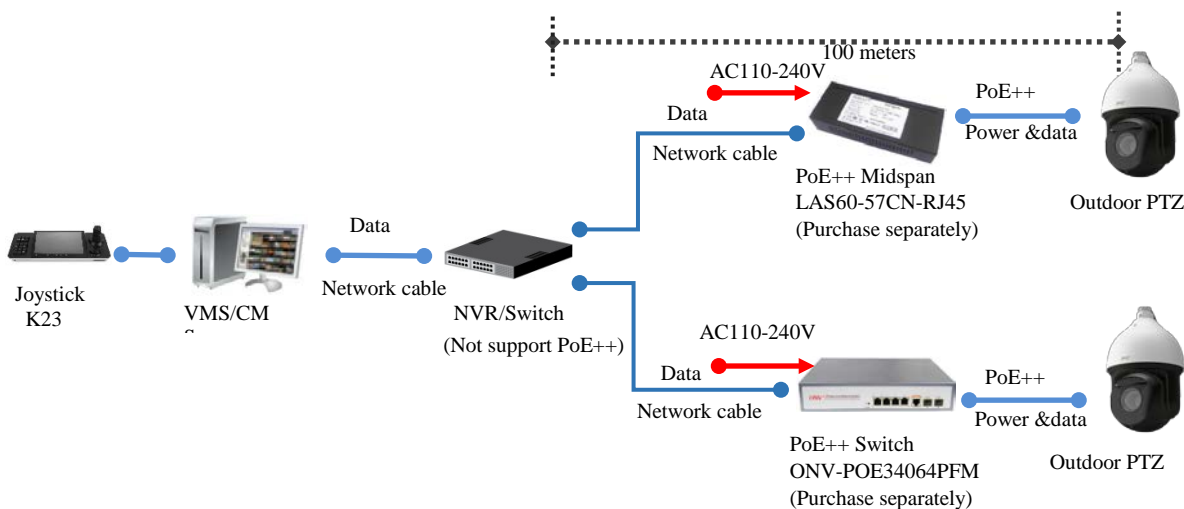 100 meters
AC110-240V
PoE++
Data
Power &data
Network cable
PoE++ Midspan
LAS60-57CN-RJ45
(Purchase separately)
Outdoor PTZ
Data
Network cable
Joystick
K23
VMS/CM
NVR/Switch
(Not support PoE++)
AC110-240V
PoE++
Data
Power &data
Network cable
PoE++ Switch
ONV-POE34064PFM
(Purchase separately)
Outdoor PTZ